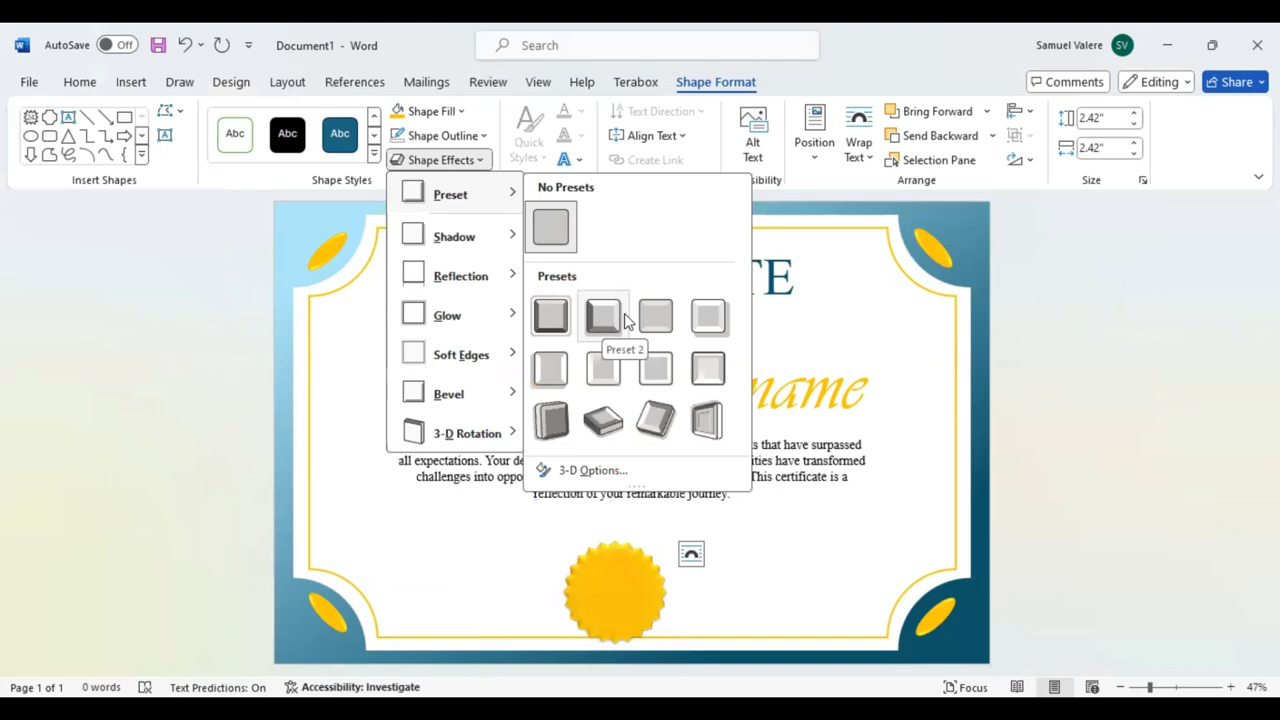 AutoSave Off Document1 - Word Search Samuel Valere SV
File Home Insert Draw Design Layout References Mailings Review View Help Terabox Shape Format Comments Editing Share
Abc Abc Abc
Shape Fill
Shape Outline
Shape Effects
Quick Styles
Text Direction
Align Text
Create Link
Alt Text
Position
Wrap Text
Bring Forward
Send Backward
Selection Pane
2.42"
2.42"
Insert Shapes Shape Styles sibility Arrange Size
Preset
Shadow
Reflection
Glow
Soft Edges
Bevel
3-D Rotation
No Presets
Presets
Preset 2
3-D Options...
TE
name
s that have surpassed
all expectations. Your de ities have transformed
challenges into oppo This certificate is a
reflection of your remarkable journey.
Page 1 of 1 0 words Text Predictions: On Accessibility: Investigate Focus 47%